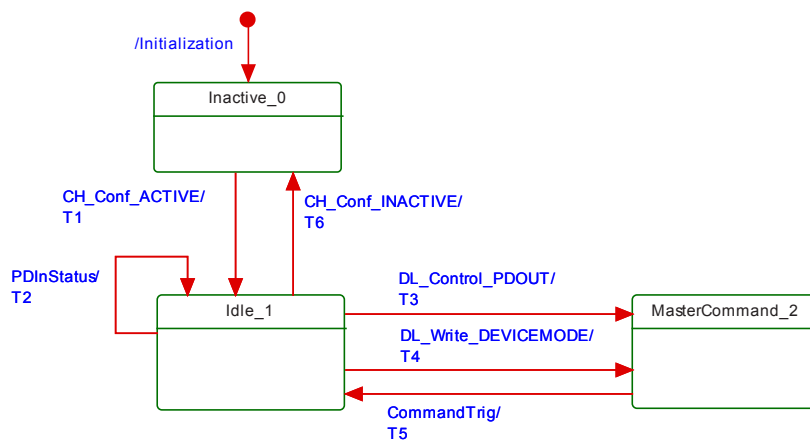 /Initialization
Inactive_0
CH_Conf_ACTIVE/
T1
CH_Conf_INACTIVE/
T6
PDInStatus/
T2
Idle_1
DL_Control_PDOUT/
T3
MasterCommand_2
DL_Write_DEVICEMODE/
T4
CommandTrig/
T5